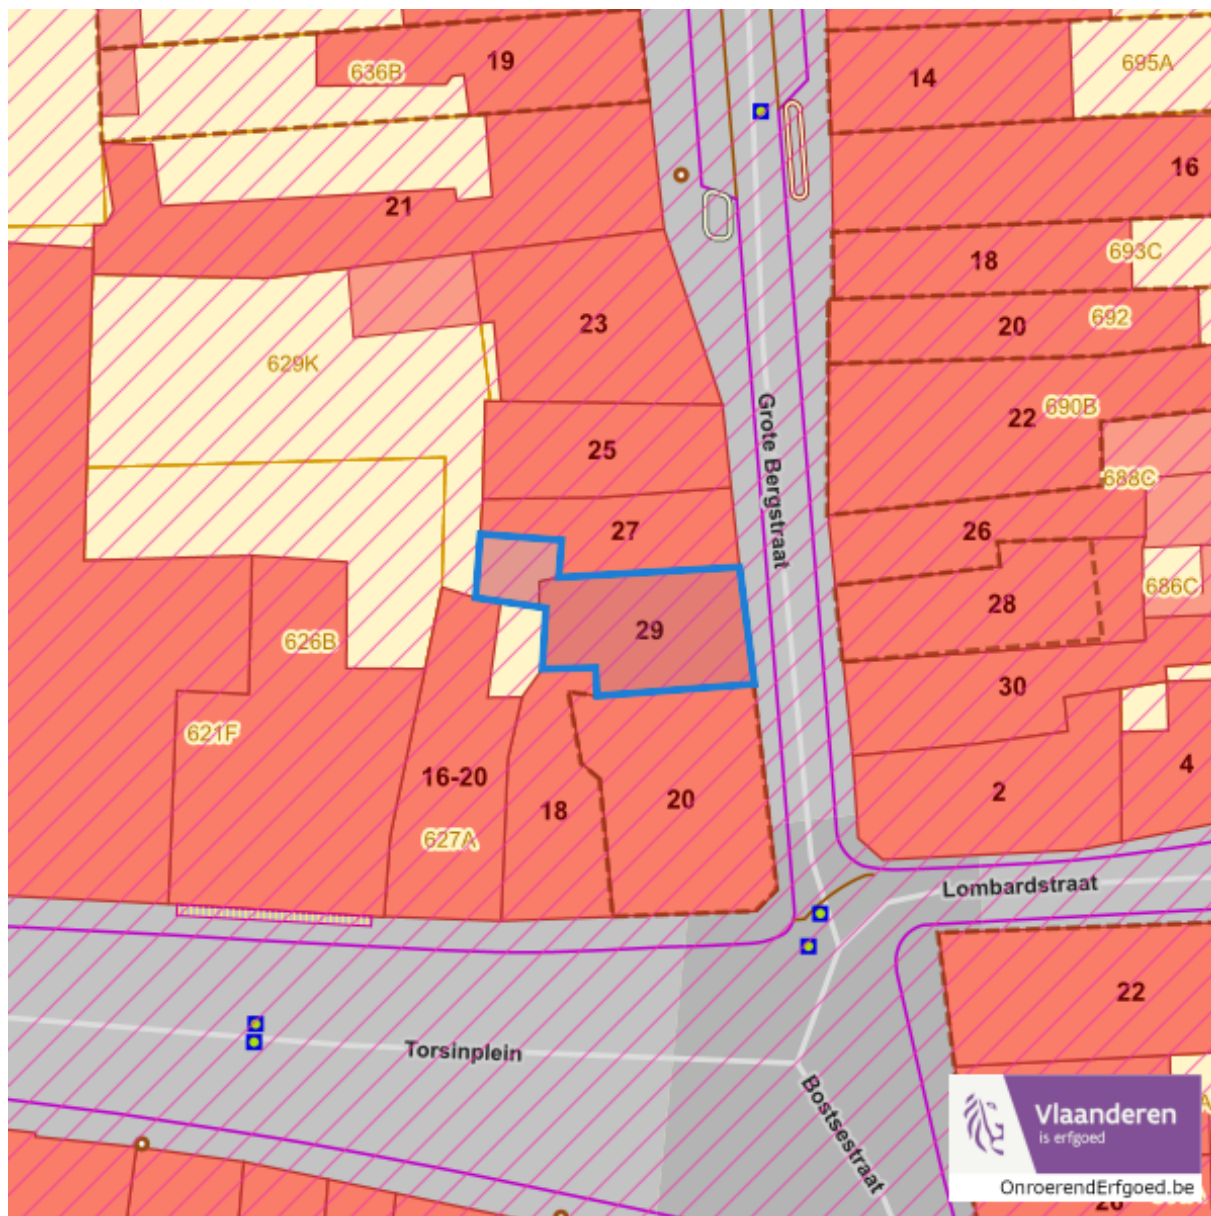 19
636B
14
695A
16
21
18
693C
23
20
692
629K
22
690B
25
Grote Bergstraat
688C
27
26
686C
28
29
626B
30
621F
16-20
18
20
2
4
627A
Lombardstraat
22
Torsinplein
Bostsestraat
Vlaanderen
is erfgoed
OnroerendErfgoed.be